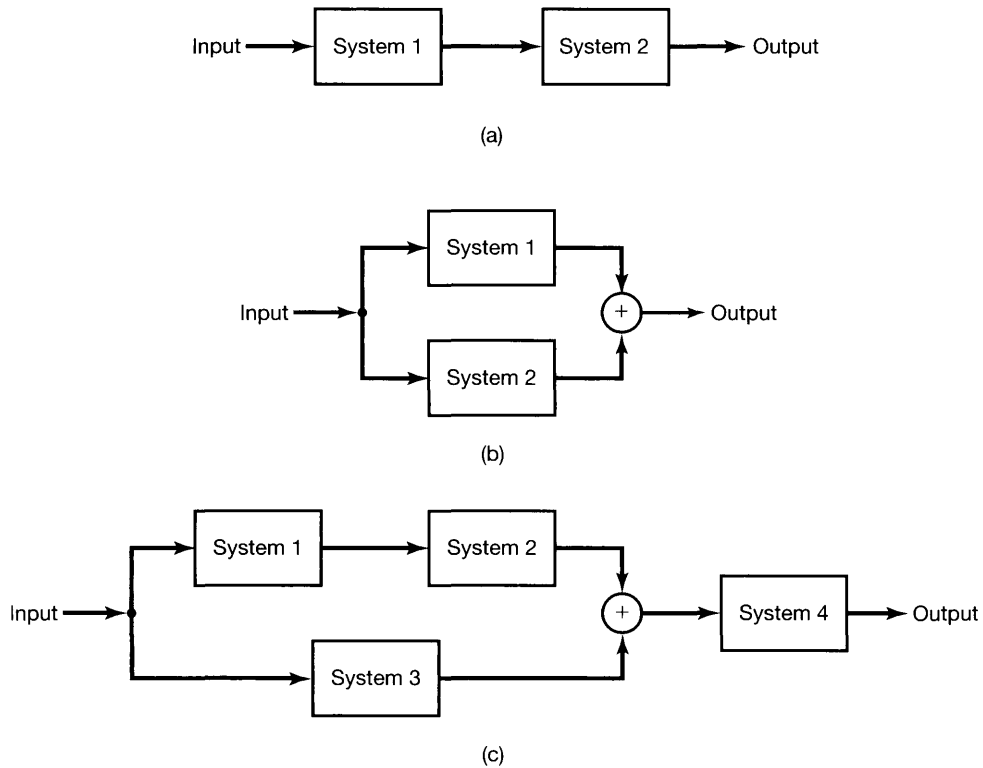 Input System 1 System 2 Output
(a)
System 1
Input + Output
System 2
(b)
System 1 System 2
Input + System 4 Output
System 3
(c)